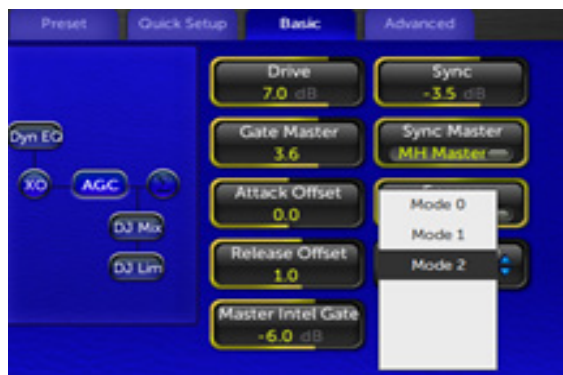 Preset
Quick Setup
Basic
Advanced
Drive
7.0 dB
Sync
-3.5 dB
Dyn EQ
Gate Master
3.6
Sync Master
MH Master
XO
AGC
Attack Offset
0.0
Mode 0
DJ Mix
Mode 1
Release Offset
1.0
Mode 2
DJ Lim
Master Intel Gate
-6.0 dB